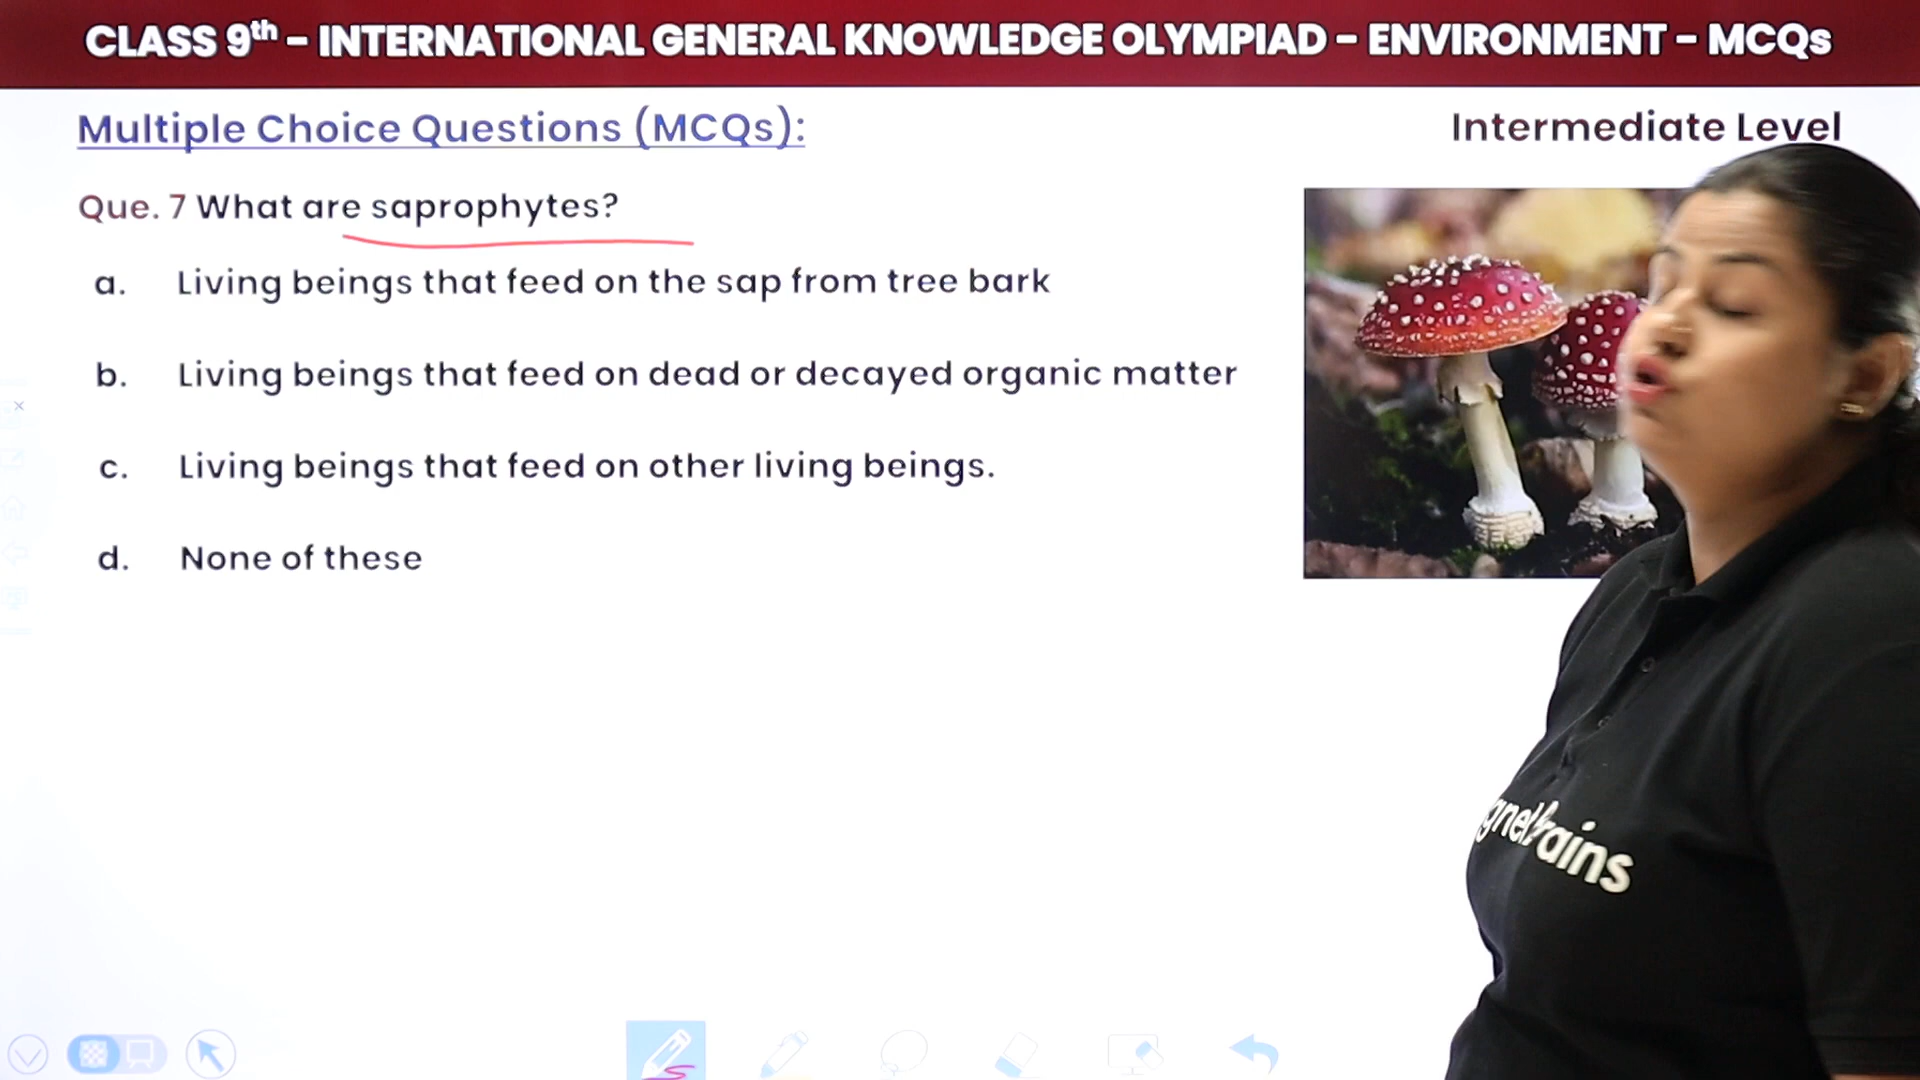 CLASS 9th - INTERNATIONAL GENERAL KNOWLEDGE OLYMPIAD - ENVIRONMENT - MCQs
Multiple Choice Questions (MCQs):
Intermediate Level
Que. 7 What are saprophytes?
a. Living beings that feed on the sap from tree bark
b. Living beings that feed on dead or decayed organic matter
c. Living beings that feed on other living beings.
d. None of these